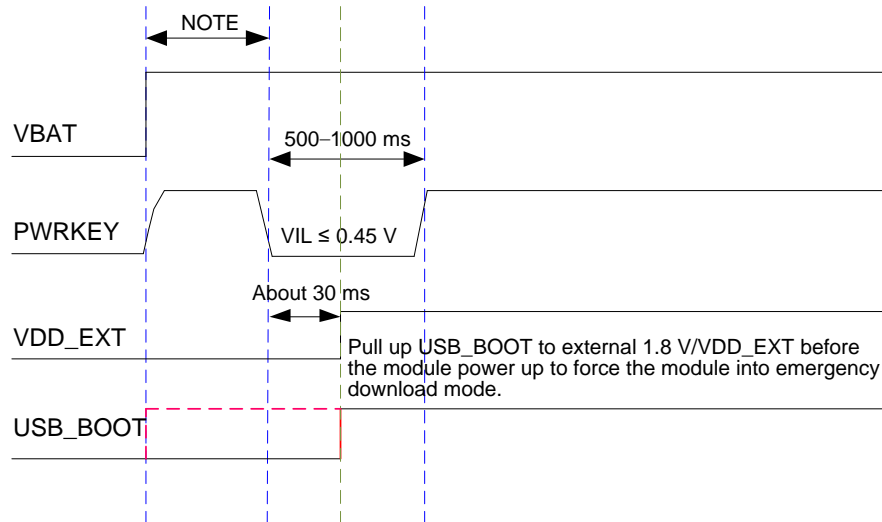 NOTE
VBAT
500–1000 ms
PWRKEY
VIL ≤ 0.45 V
About 30 ms
VDD_EXT
Pull up USB_BOOT to external 1.8 V/VDD_EXT before
the module power up to force the module into emergency
download mode.
USB_BOOT